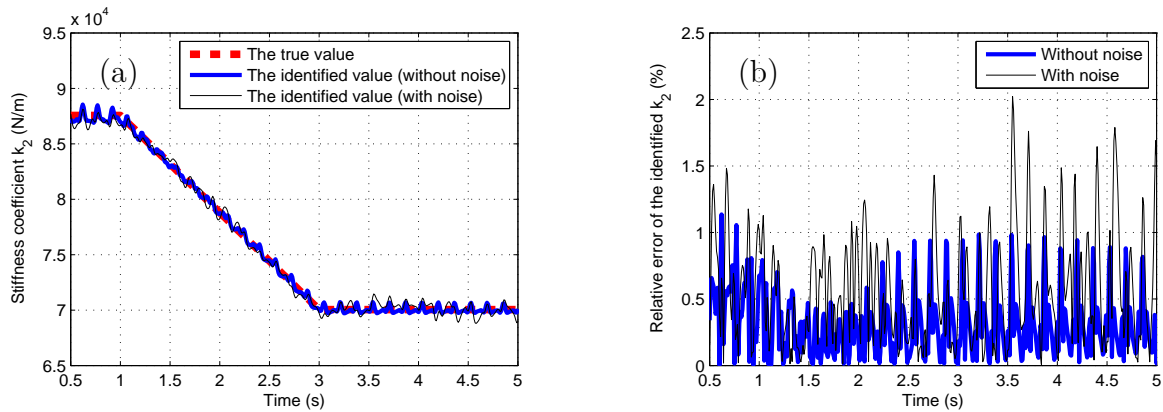 x 10⁴
9.5
9
8.5
8
7.5
7
6.5
0.5 1 1.5 2 2.5 3 3.5 4 4.5 5
Time (s)
Stiffness coefficient k₂ (N/m)
(a)
The true value
The identified value (without noise)
The identified value (with noise)
2.5
2
1.5
1
0.5
0
0.5 1 1.5 2 2.5 3 3.5 4 4.5 5
Time (s)
Relative error of the identified k₂ (%)
(b)
Without noise
With noise